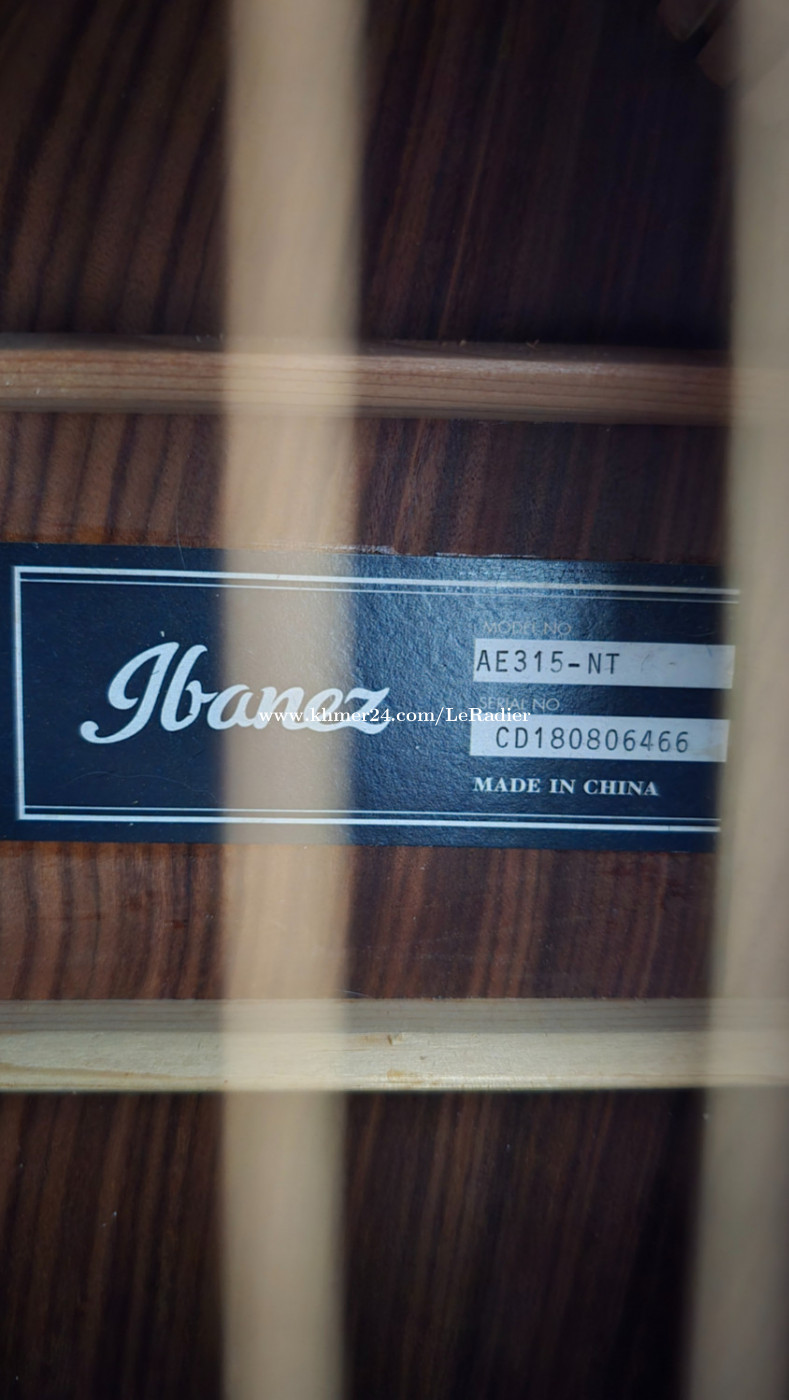 Ibanez
MODEL NO.
AE315-NT
SERIAL NO.
CD180806466
MADE IN CHINA
www.khmer24.com/LeRadier